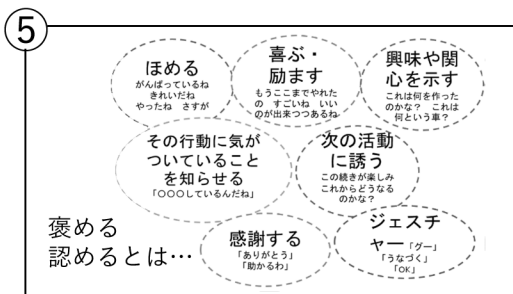 ⑤
ほめる
がんばっているね
きれいだね
やったね さすが
喜ぶ・
励ます
もうここまでやれた
の すごいね いい
のが出来つつあるね
興味や関
心を示す
これは何を作った
のかな? これは
何という車?
その行動に気が
ついていること
を知らせる
「〇〇〇しているんだね」
次の活動
に誘う
この続きが楽しみ
これからどうなる
のかな?
褒める
認めるとは…
感謝する
「ありがとう」
「助かるわ」
ジェスチ
ャー「グー」
「うなづく」
「OK」